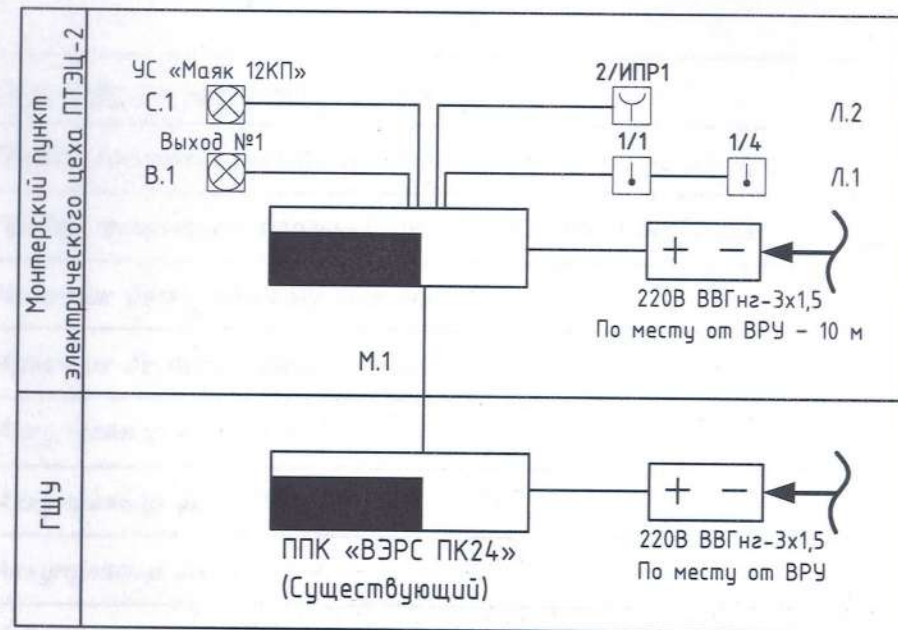 Монтерский пункт
электрического цеха ПТЭЦ-2
УС «Маяк 12КП»
С.1
Выход №1
В.1
2/ИПР1
Л.2
1/1
1/4
Л.1
+ −
220В ВВГнг-3х1,5
По месту от ВРУ - 10 м
М.1
ГЩУ
+ −
ППК «ВЭРС ПК24»
(Существующий)
220В ВВГнг-3х1,5
По месту от ВРУ